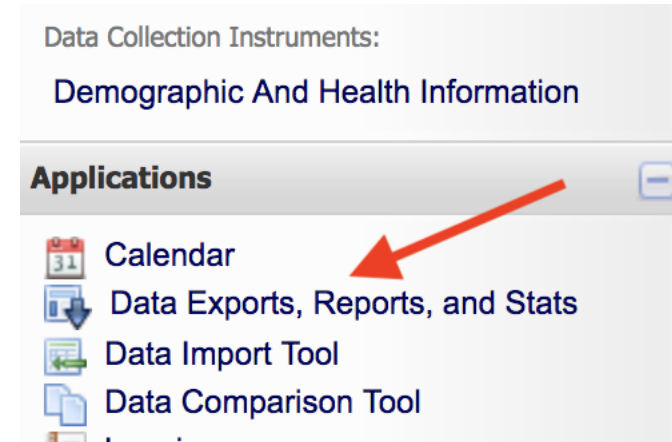 Data Collection Instruments:
Demographic And Health Information
Applications
31 Calendar
Data Exports, Reports, and Stats
Data Import Tool
Data Comparison Tool